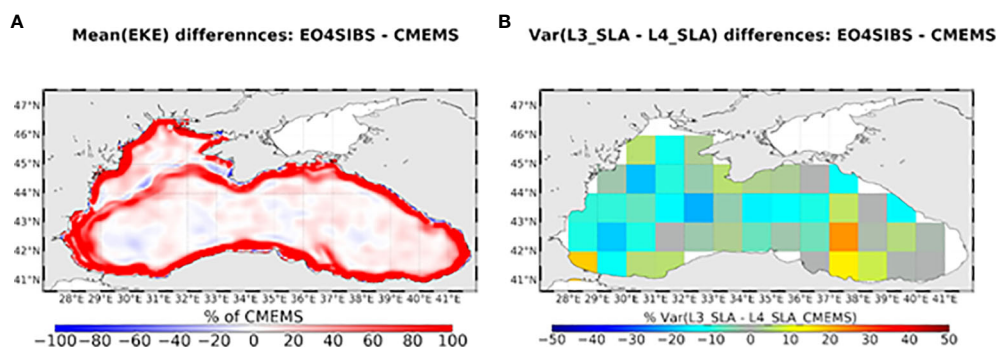 A
Mean(EKE) differennces: EO4SIBS - CMEMS
47°N
46°N
45°N
44°N
43°N
42°N
41°N
28°E 29°E 30°E 31°E 32°E 33°E 34°E 35°E 36°E 37°E 38°E 39°E 40°E 41°E
% of CMEMS
−100 −80 −60 −40 −20 0 20 40 60 80 100
B
Var(L3_SLA - L4_SLA) differences: EO4SIBS - CMEMS
47°N
46°N
45°N
44°N
43°N
42°N
41°N
28°E 29°E 30°E 31°E 32°E 33°E 34°E 35°E 36°E 37°E 38°E 39°E 40°E 41°E
% Var(L3_SLA - L4_SLA_CMEMS)
−50 −40 −30 −20 −10 0 10 20 30 40 50